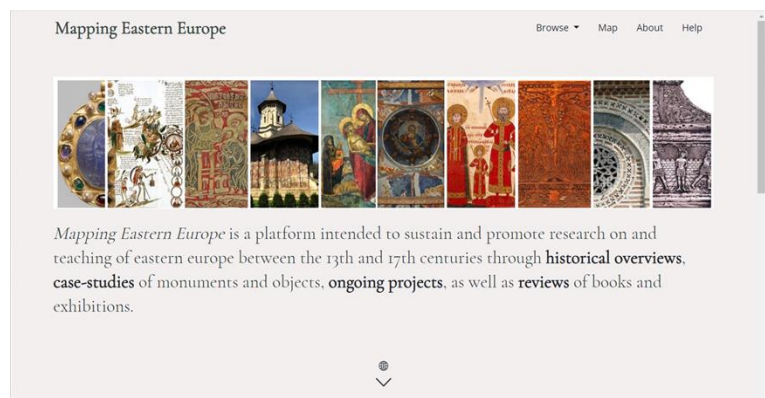 Mapping Eastern Europe
Browse Map About Help
Mapping Eastern Europe is a platform intended to sustain and promote research on and
teaching of eastern europe between the 13th and 17th centuries through historical overviews,
case-studies of monuments and objects, ongoing projects, as well as reviews of books and
exhibitions.